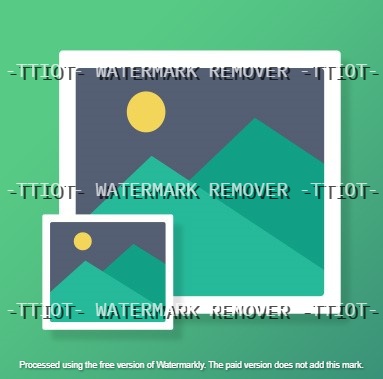 -TTIOT- WATERMARK REMOVER -TTIOT-
-TTIOT- WATERMARK REMOVER -TTIOT-
-TTIOT- WATERMARK REMOVER -TTIOT-
Processed using the free version of Watermarkly. The paid version does not add this mark.